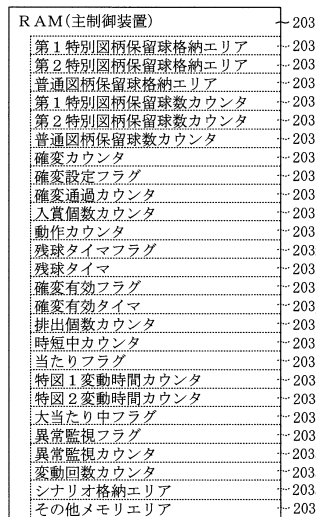 RAM(主制御装置) 203
第1特別図柄保留球格納エリア 203
第2特別図柄保留球格納エリア 203
普通図柄保留球格納エリア 203
第1特別図柄保留球数カウンタ 203
第2特別図柄保留球数カウンタ 203
普通図柄保留球数カウンタ 203
確変カウンタ 203
確変設定フラグ 203
確変通過カウンタ 203
入賞個数カウンタ 203
動作カウンタ 203
残球タイマフラグ 203
残球タイマ 203
確変有効フラグ 203
確変有効タイマ 203
排出個数カウンタ 203
時短中カウンタ 203
当たりフラグ 203
特図1変動時間カウンタ 203
特図2変動時間カウンタ 203
大当たり中フラグ 203
異常監視フラグ 203
異常監視カウンタ 203
変動回数カウンタ 203
シナリオ格納エリア 203
その他メモリエリア 203